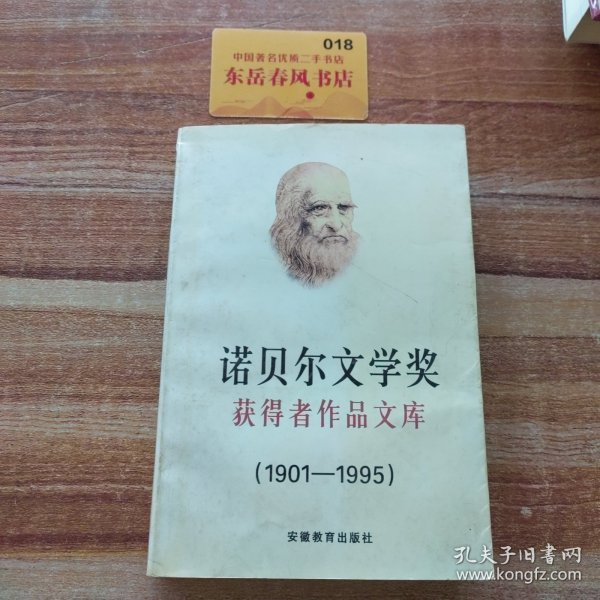 018
中国著名优质二手书店
东岳春风书店
诺贝尔文学奖
获得者作品文库
(1901—1995)
安徽教育出版社
孔夫子旧书网
www.kongfz.com